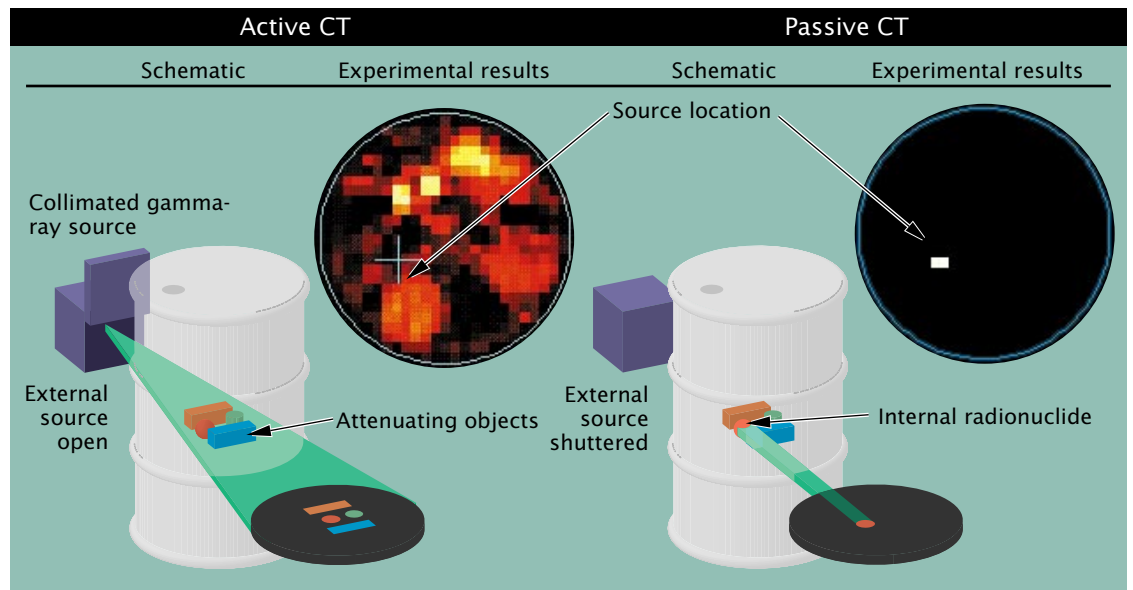 Active CT
Passive CT
Schematic
Experimental results
Schematic
Experimental results
Source location
Collimated gamma-
ray source
External
source
open
Attenuating objects
External
source
shuttered
Internal radionuclide